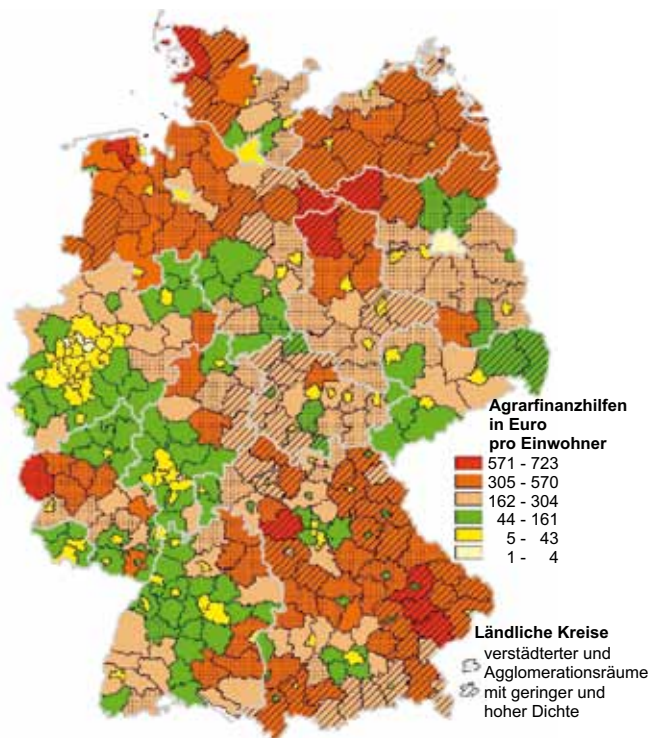 Agrarfinanzhilfen
in Euro
pro Einwohner
571 - 723
305 - 570
162 - 304
44 - 161
5 - 43
1 - 4
Ländliche Kreise
verstädterter und
Agglomerationsräume
mit geringer und
hoher Dichte